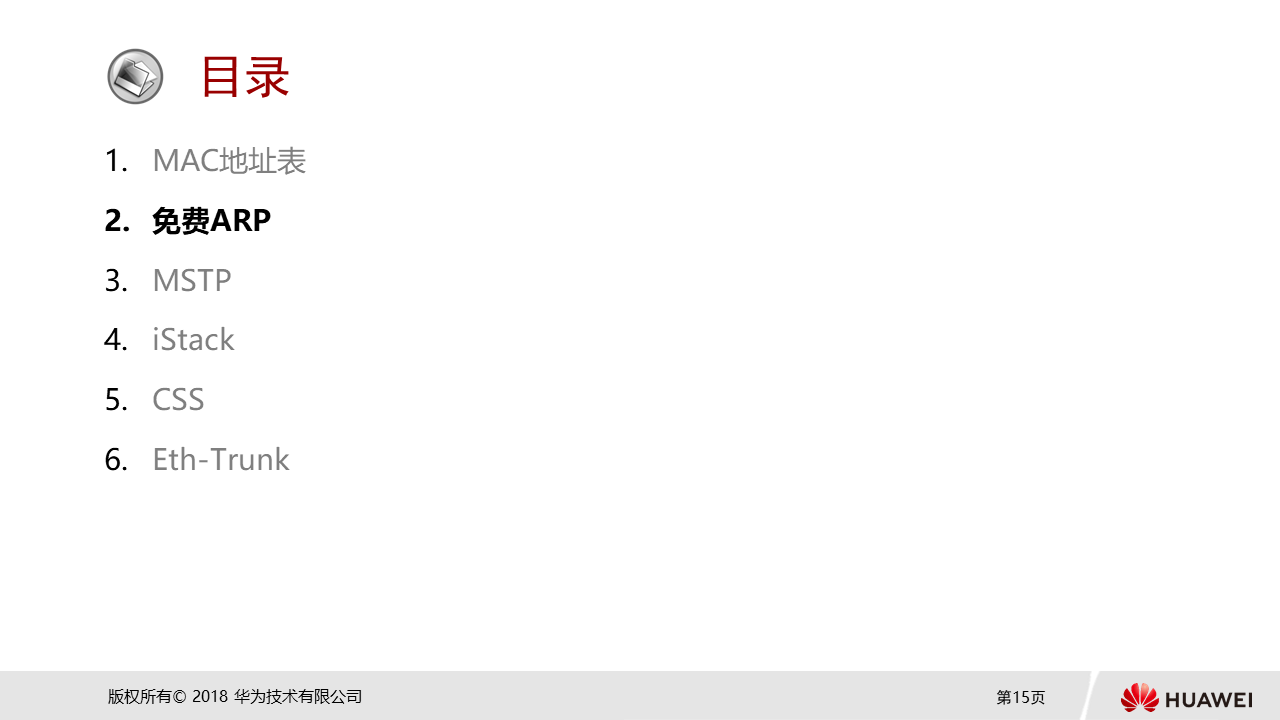 目录
1. MAC地址表
2. 免费ARP
3. MSTP
4. iStack
5. CSS
6. Eth-Trunk
版权所有© 2018 华为技术有限公司
第15页
HUAWEI